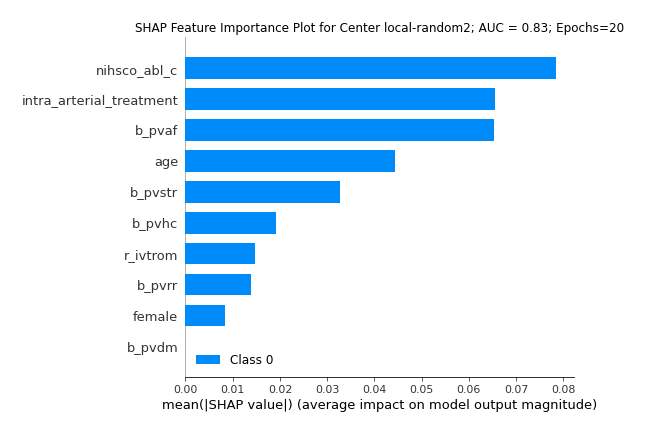 SHAP Feature Importance Plot for Center local-random2; AUC = 0.83; Epochs=20
nihsco_abl_c
intra_arterial_treatment
b_pvaf
age
b_pvstr
b_pvhc
r_ivtrom
b_pvrr
female
b_pvdm
Class 0
0.00 0.01 0.02 0.03 0.04 0.05 0.06 0.07 0.08
mean(|SHAP value|) (average impact on model output magnitude)